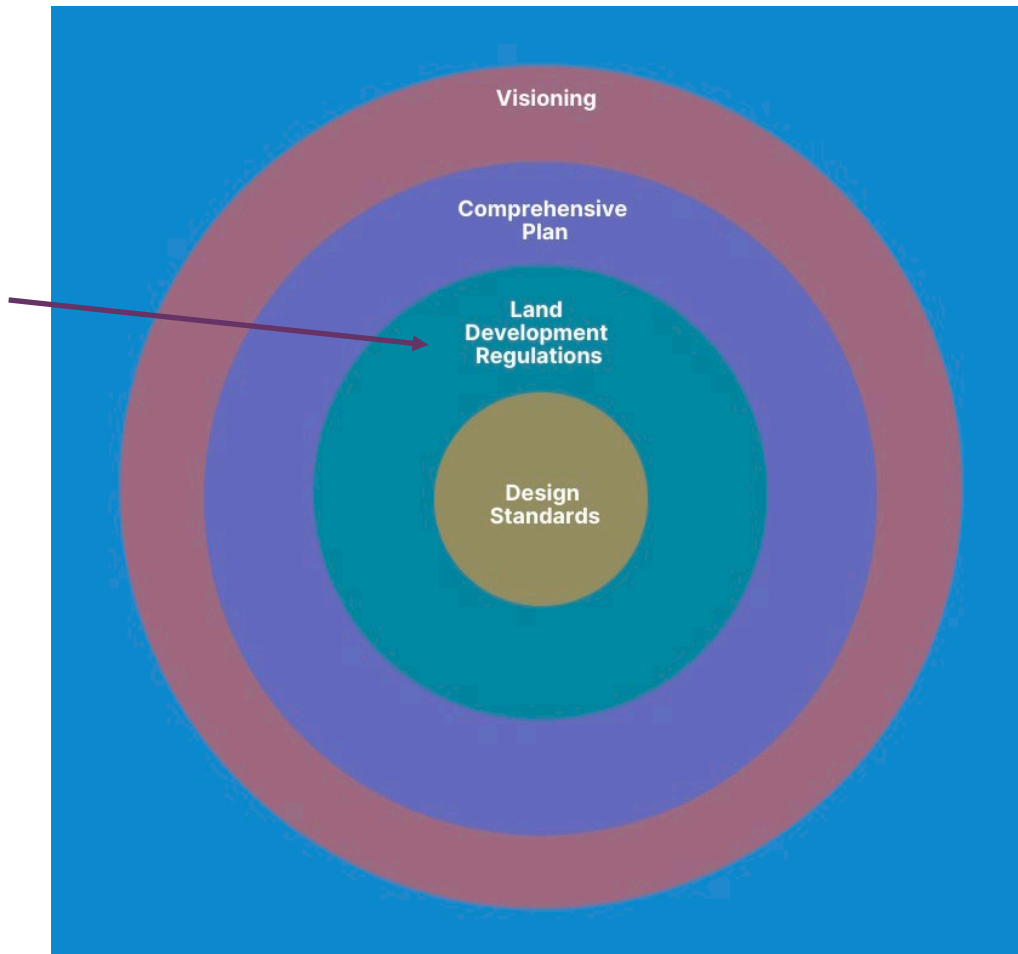 Visioning
Comprehensive
Plan
Land
Development
Regulations
Design
Standards